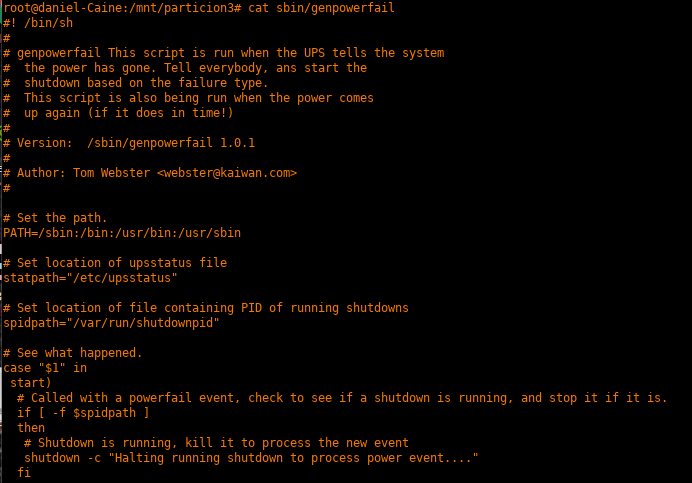 root@daniel-Caine:/mnt/particion3# cat sbin/genpowerfail
#! /bin/sh
#
# genpowerfail This script is run when the UPS tells the system
#  the power has gone. Tell everybody, ans start the
#  shutdown based on the failure type.
#  This script is also being run when the power comes
#  up again (if it does in time!)
#
# Version:  /sbin/genpowerfail 1.0.1
#
# Author: Tom Webster <webster@kaiwan.com>
#
# Set the path.
PATH=/sbin:/bin:/usr/bin:/usr/sbin
# Set location of upsstatus file
statpath="/etc/upsstatus"
# Set location of file containing PID of running shutdowns
spidpath="/var/run/shutdownpid"
# See what happened.
case "$1" in
 start)
  # Called with a powerfail event, check to see if a shutdown is running, and stop it if it is.
  if [ -f $spidpath ]
  then
   # Shutdown is running, kill it to process the new event
   shutdown -c "Halting running shutdown to process power event...."
  fi